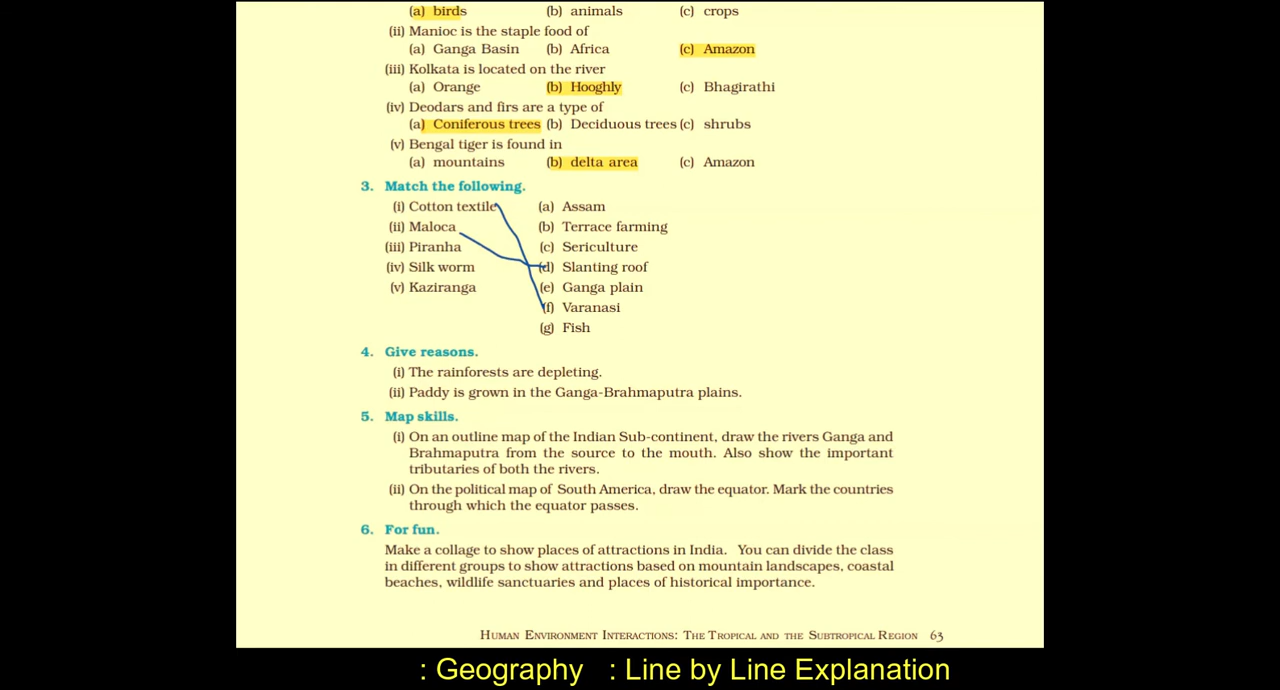 (a) birds (b) animals (c) crops
(ii) Manioc is the staple food of
(a) Ganga Basin (b) Africa (c) Amazon
(iii) Kolkata is located on the river
(a) Orange (b) Hooghly (c) Bhagirathi
(iv) Deodars and firs are a type of
(a) Coniferous trees (b) Deciduous trees (c) shrubs
(v) Bengal tiger is found in
(a) mountains (b) delta area (c) Amazon
3. Match the following.
(i) Cotton textile (a) Assam
(ii) Maloca (b) Terrace farming
(iii) Piranha (c) Sericulture
(iv) Silk worm (d) Slanting roof
(v) Kaziranga (e) Ganga plain
(f) Varanasi
(g) Fish
4. Give reasons.
(i) The rainforests are depleting.
(ii) Paddy is grown in the Ganga-Brahmaputra plains.
5. Map skills.
(i) On an outline map of the Indian Sub-continent, draw the rivers Ganga and
Brahmaputra from the source to the mouth. Also show the important
tributaries of both the rivers.
(ii) On the political map of South America, draw the equator. Mark the countries
through which the equator passes.
6. For fun.
Make a collage to show places of attractions in India. You can divide the class
in different groups to show attractions based on mountain landscapes, coastal
beaches, wildlife sanctuaries and places of historical importance.
Human Environment Interactions: The Tropical and the Subtropical Region 63
: Geography : Line by Line Explanation